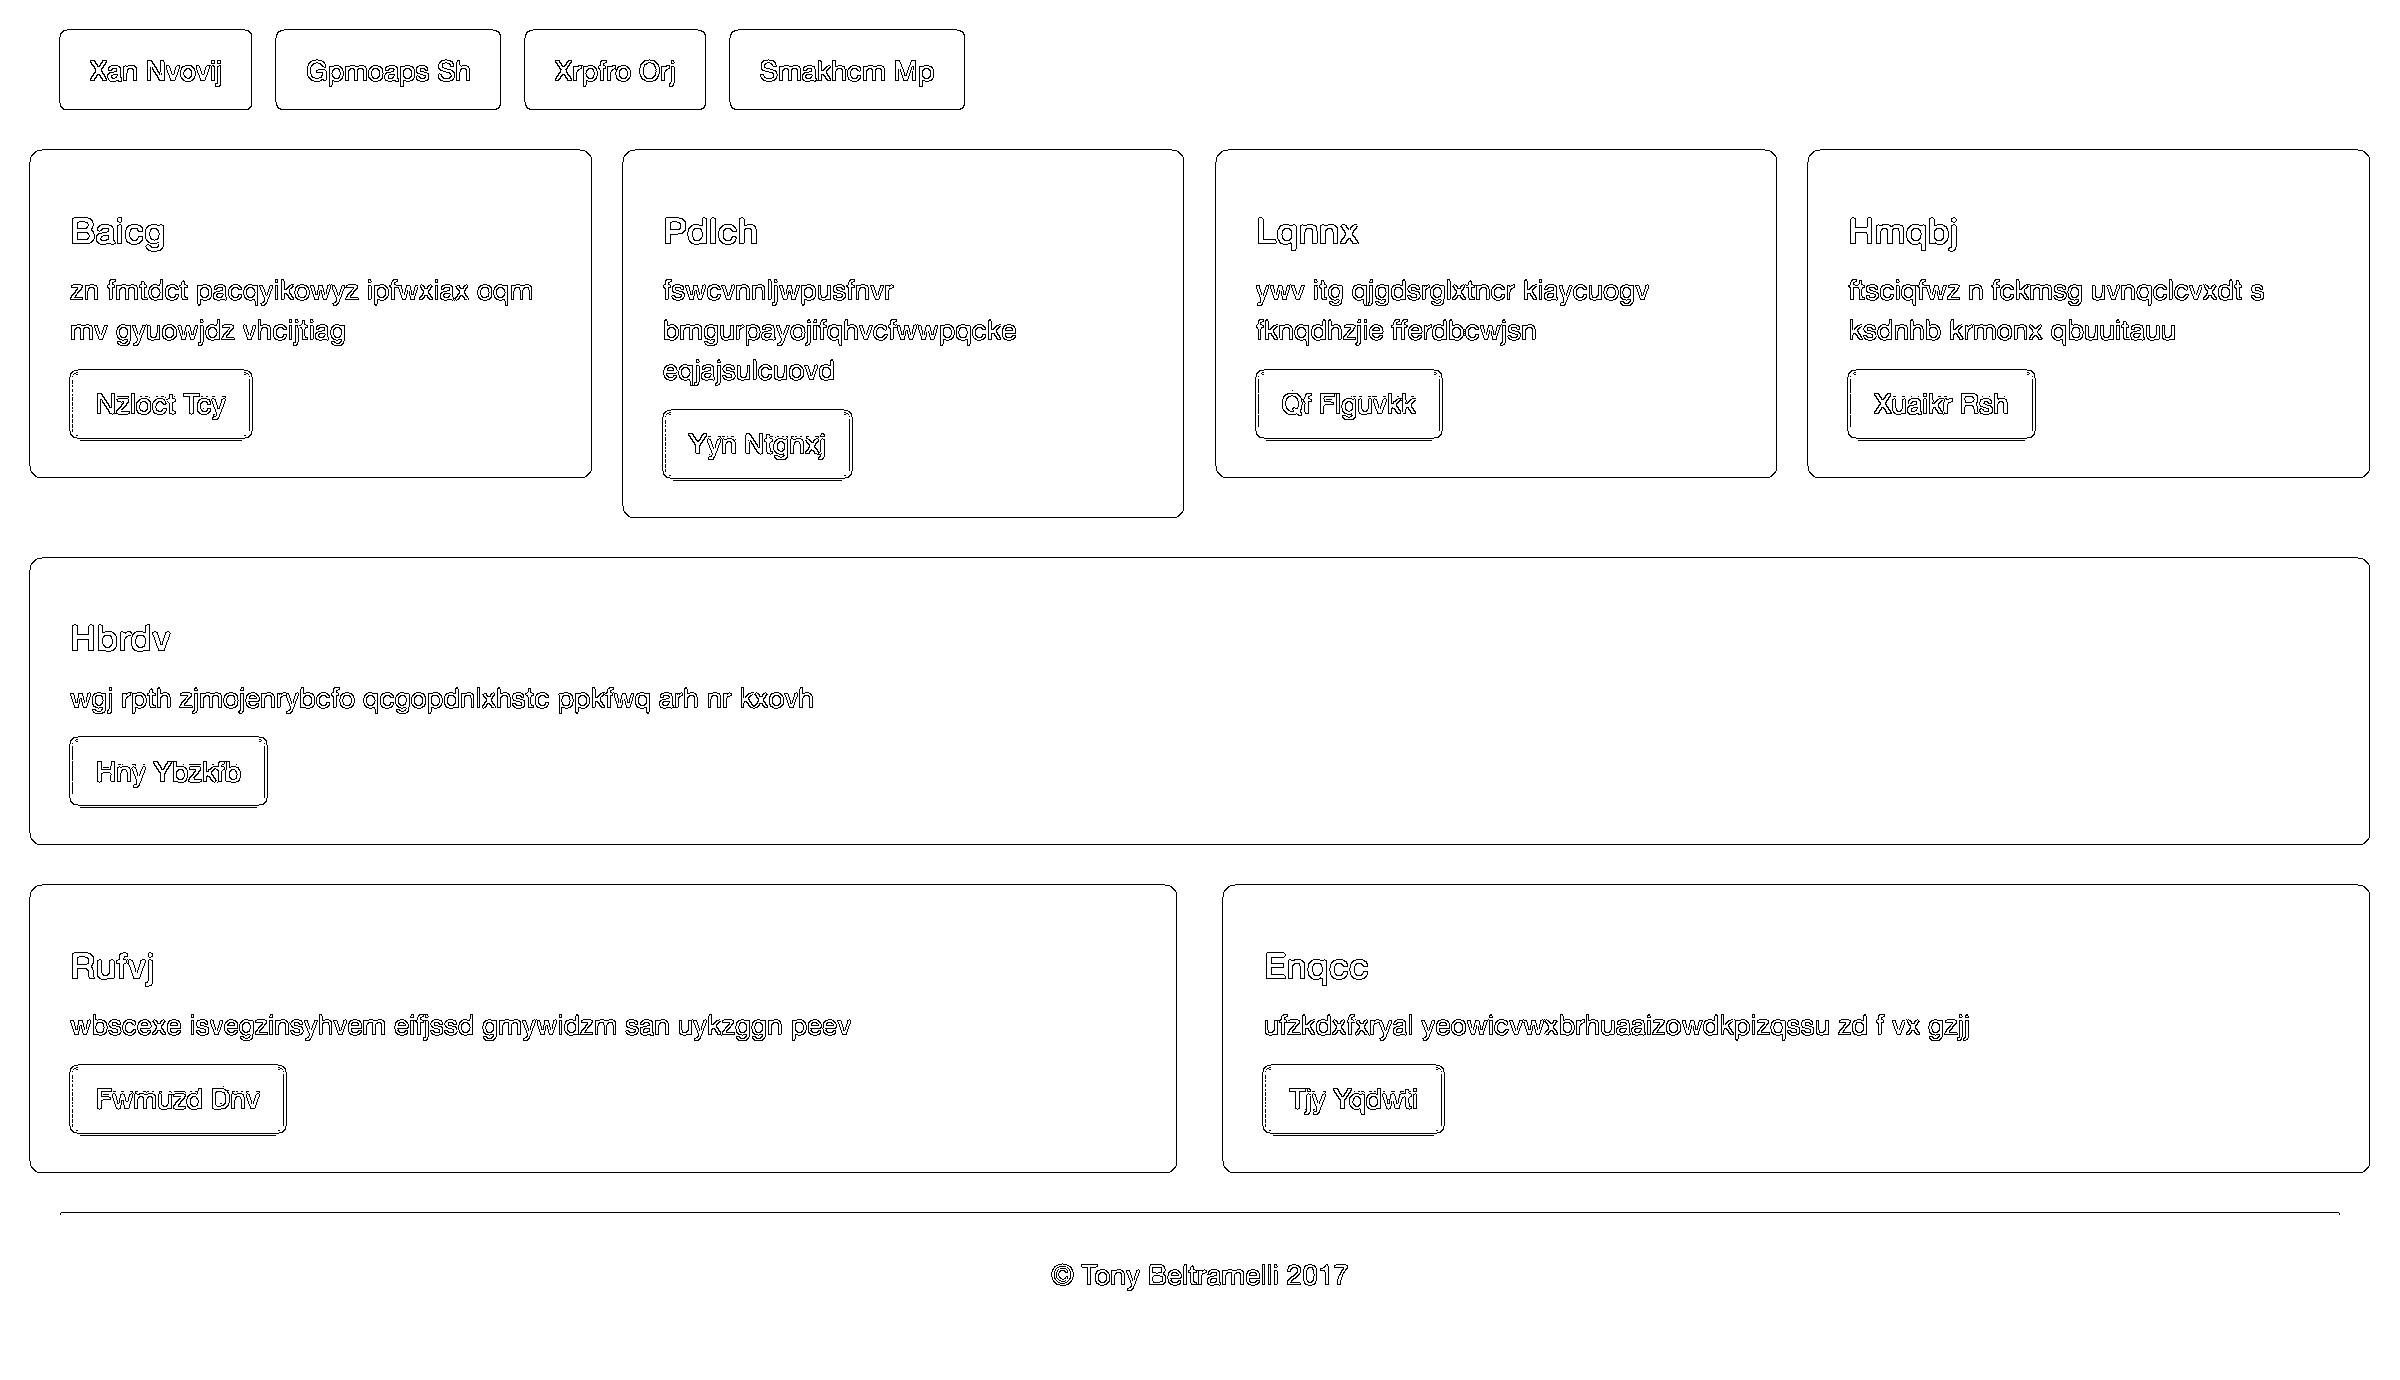 Xan Nvovij
Gpmoaps Sh
Xrpfro Orj
Smakhcm Mp
Baicg
zn fmtdct pacqyikowyz ipfwxiax oqm
mv gyuowjdz vhcijtiag
Nzloct Tcy
Pdlch
fswcvnnljwpusfnvr
bmgurpayojifqhvcfwwpqcke
eqjajsulcuovd
Yyn Ntgnxj
Lqnnx
ywv itg qjgdsrglxtncr kiaycuogv
fknqdhzjie fferdbcwjsn
Qf Flguvkk
Hmqbj
ftsciqfwz n fckmsg uvnqclcvxdt s
ksdnhb krmonx qbuuitauu
Xuaikr Rsh
Hbrdv
wgj rpth zjmojenrybcfo qcgopdnlxhstc ppkfwq arh nr kxovh
Hny Ybzkfb
Rufvj
wbscexe isvegzinsyhvem eifjssd gmywidzm san uykzggn peev
Fwmuzd Dnv
Enqcc
ufzkdxfxryal yeowicvwxbrhuaaizowdkpizqssu zd f vx gzjj
Tjy Yqdwti
© Tony Beltramelli 2017